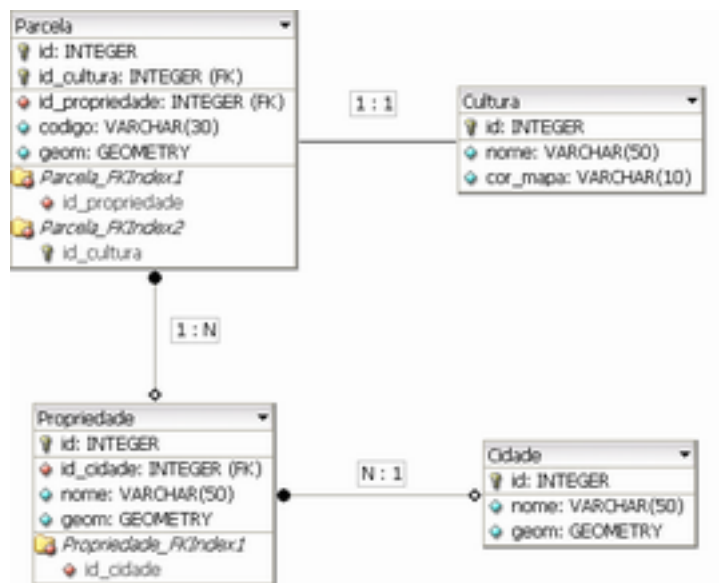 Parcela
id: INTEGER
id_cultura: INTEGER (FK)
id_propriedade: INTEGER (FK)
codigo: VARCHAR(30)
geom: GEOMETRY
Parcela_FKIndex1
id_propriedade
Parcela_FKIndex2
id_cultura
1 : 1
Cultura
id: INTEGER
nome: VARCHAR(50)
cor_mapa: VARCHAR(10)
1 : N
Propriedade
id: INTEGER
id_cidade: INTEGER (FK)
nome: VARCHAR(50)
geom: GEOMETRY
Propriedade_FKIndex1
id_cidade
N : 1
Cidade
id: INTEGER
nome: VARCHAR(50)
geom: GEOMETRY